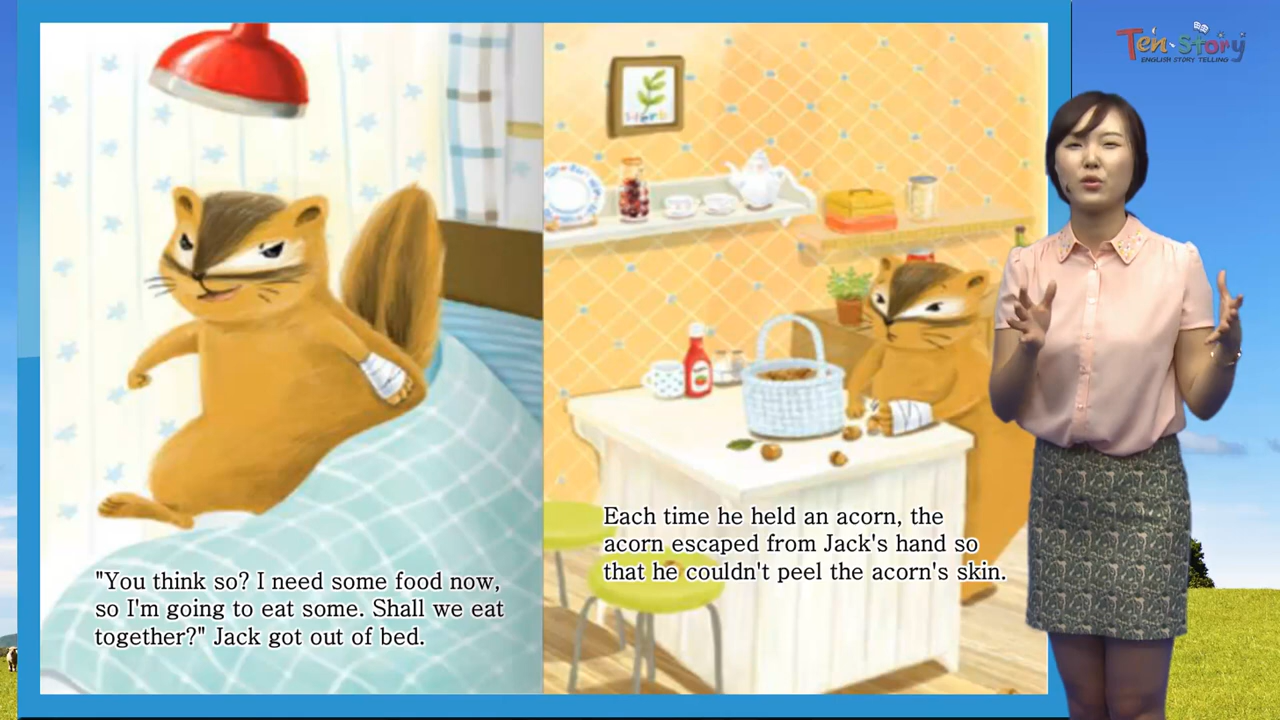 Ten Story
ENGLISH STORY TELLING
Herb
"You think so? I need some food now,
so I'm going to eat some. Shall we eat
together?" Jack got out of bed.
Each time he held an acorn, the
acorn escaped from Jack's hand so
that he couldn't peel the acorn's skin.